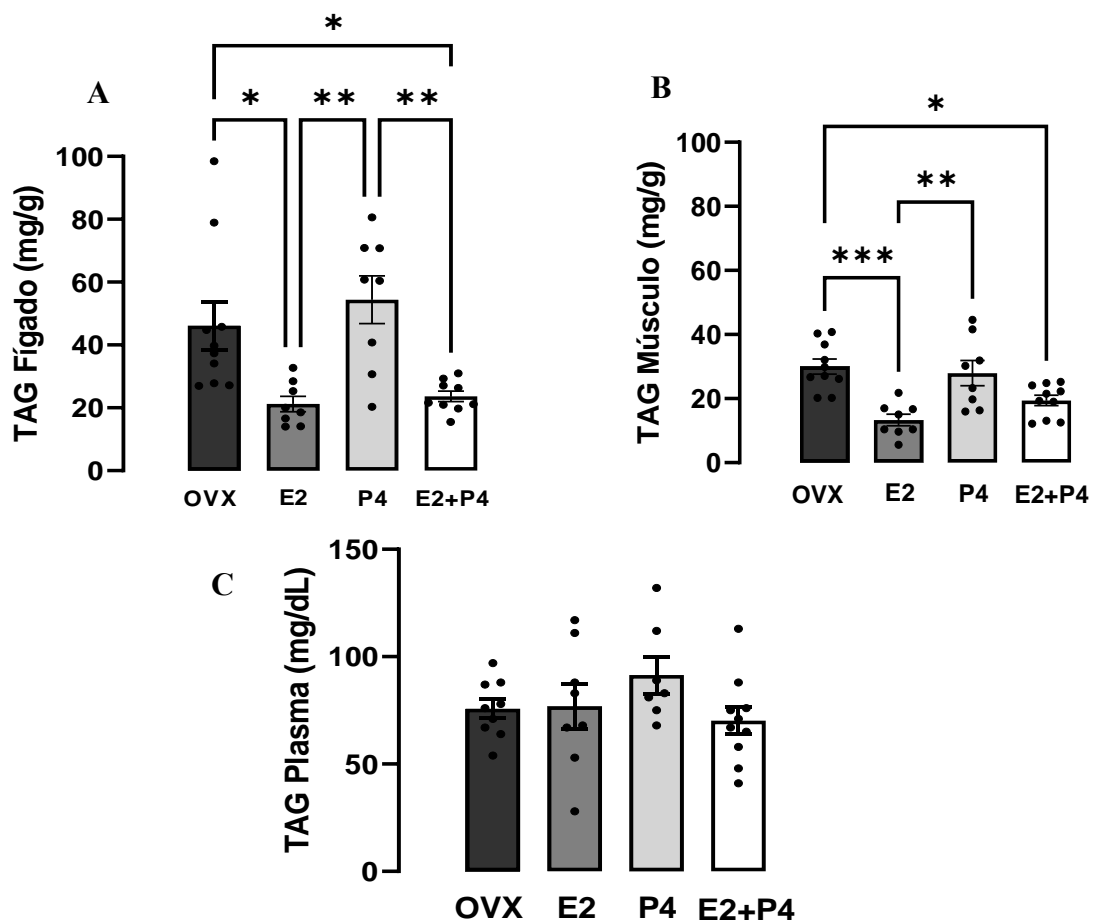 A
*
* ** **
TAG Fígado (mg/g)
100
80
60
40
20
0
OVX E2 P4 E2+P4
B
*
**
***
TAG Músculo (mg/g)
100
80
60
40
20
0
OVX E2 P4 E2+P4
C
TAG Plasma (mg/dL)
150
100
50
0
OVX E2 P4 E2+P4